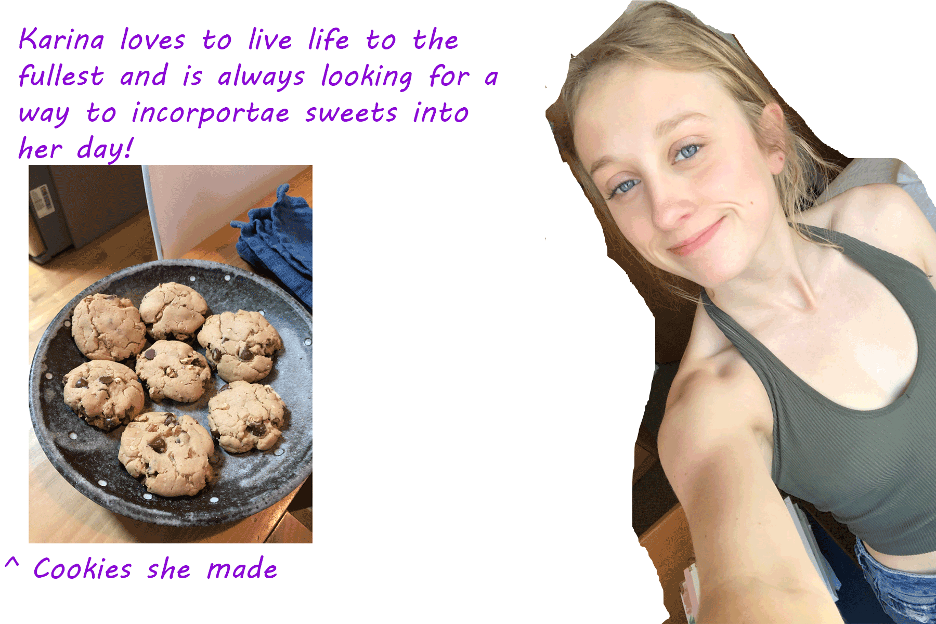 Karina loves to live life to the
fullest and is always looking for a
way to incorportae sweets into
her day!
^ Cookies she made